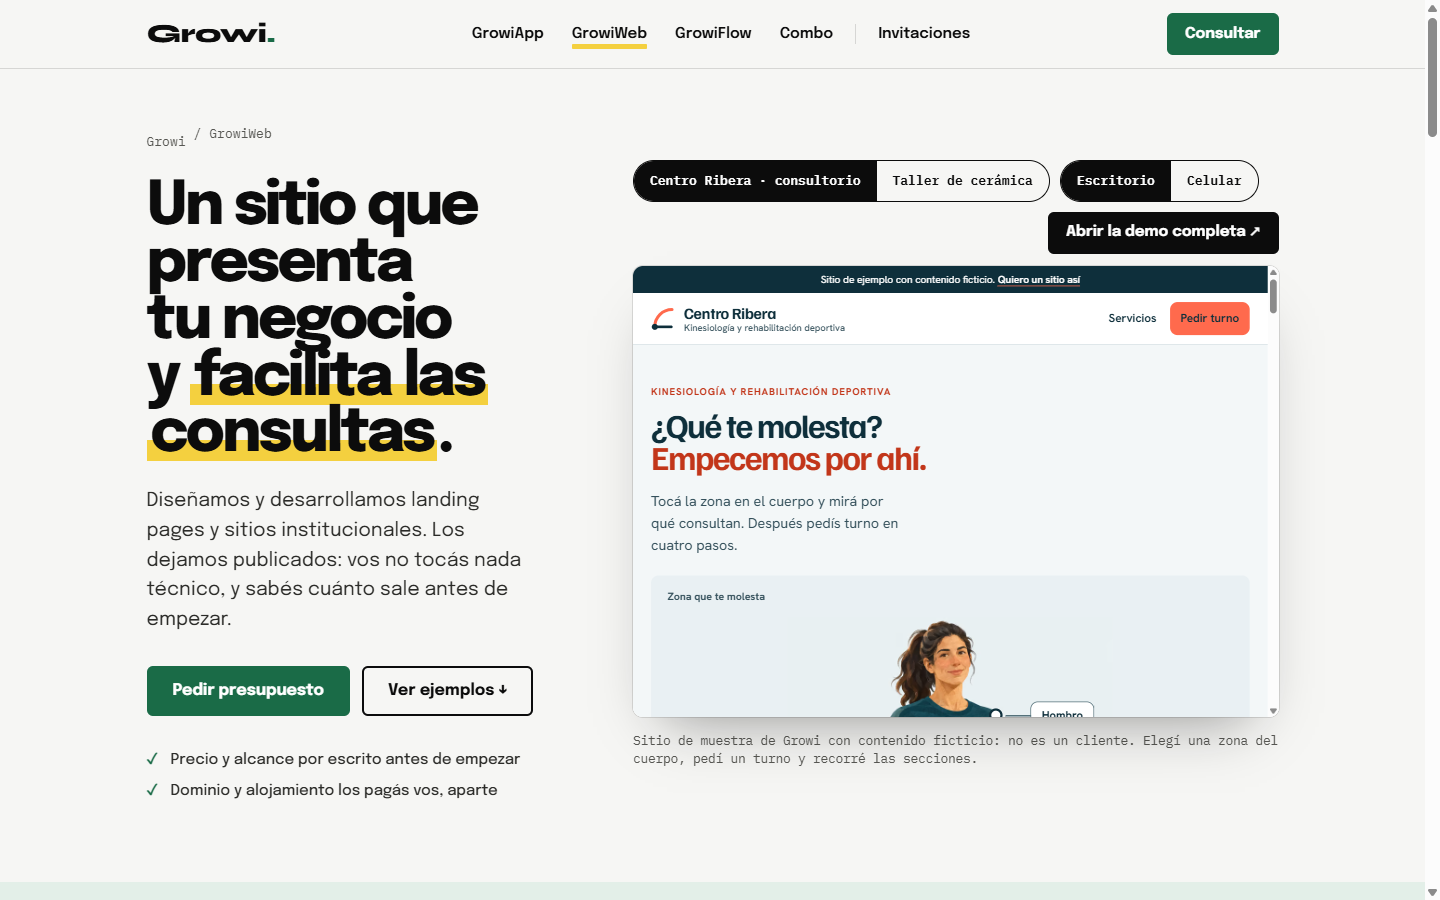 Growi.
GrowiApp
GrowiWeb
GrowiFlow
Combo
Invitaciones
Consultar
Growi / GrowiWeb
Un sitio que
presenta
tu negocio
y facilita las
consultas.
Diseñamos y desarrollamos landing
pages y sitios institucionales. Los
dejamos publicados: vos no tocás nada
técnico, y sabés cuánto sale antes de
empezar.
Pedir presupuesto
Ver ejemplos ↓
✓ Precio y alcance por escrito antes de empezar
✓ Dominio y alojamiento los pagás vos, aparte
Centro Ribera · consultorio
Taller de cerámica
Escritorio
Celular
Abrir la demo completa ↗
Sitio de ejemplo con contenido ficticio. Quiero un sitio así
Centro Ribera
Kinesiología y rehabilitación deportiva
Servicios
Pedir turno
KINESIOLOGÍA Y REHABILITACIÓN DEPORTIVA
¿Qué te molesta?
Empecemos por ahí.
Tocá la zona en el cuerpo y mirá por
qué consultan. Después pedís turno en
cuatro pasos.
Zona que te molesta
Hombro
Sitio de muestra de Growi con contenido ficticio: no es un cliente. Elegí una zona del
cuerpo, pedí un turno y recorré las secciones.